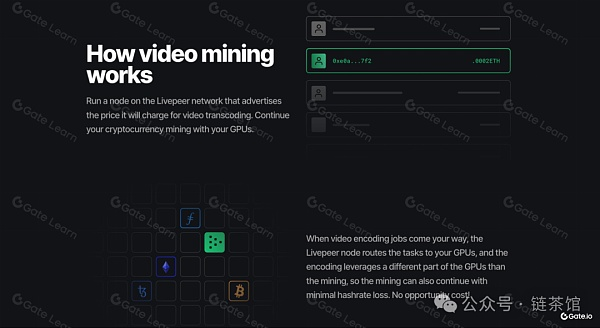 How video mining
works
Run a node on the Livepeer network that advertises
the price it will charge for video transcoding. Continue
your cryptocurrency mining with your GPUs.
0xe0a...7f2 .0002ETH
When video encoding jobs come your way, the
Livepeer node routes the tasks to your GPUs, and the
encoding leverages a different part of the GPUs than
the mining, so the mining can also continue with
minimal hashrate loss. No opportunity cost!
公众号 · 链茶馆
Gate.io
Gate Learn